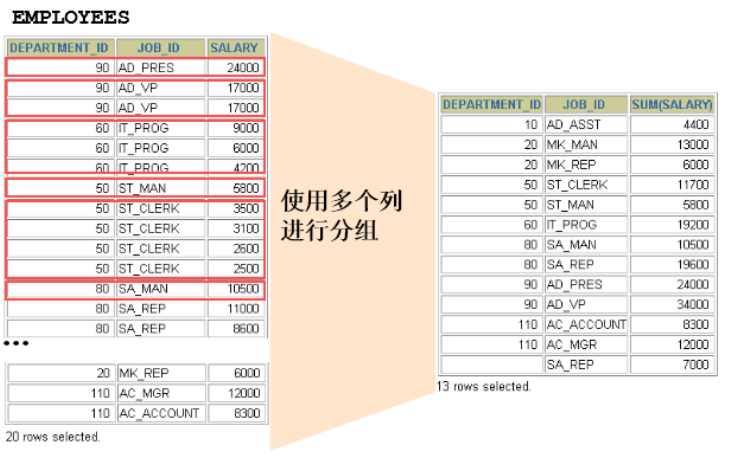 EMPLOYEES
DEPARTMENT_ID JOB_ID SALARY
90 AD_PRES 24000
90 AD_VP 17000
90 AD_VP 17000
60 IT_PROG 9000
60 IT_PROG 6000
60 IT_PROG 4200
50 ST_MAN 5800
50 ST_CLERK 3500
50 ST_CLERK 3100
50 ST_CLERK 2600
50 ST_CLERK 2500
80 SA_MAN 10500
80 SA_REP 11000
80 SA_REP 8600
...
20 MK_REP 6000
110 AC_MGR 12000
110 AC_ACCOUNT 8300
20 rows selected.
使用多个列
进行分组
DEPARTMENT_ID JOB_ID SUM(SALARY)
10 AD_ASST 4400
20 MK_MAN 13000
20 MK_REP 6000
50 ST_CLERK 11700
50 ST_MAN 5800
60 IT_PROG 19200
80 SA_MAN 10500
80 SA_REP 19600
90 AD_PRES 24000
90 AD_VP 34000
110 AC_ACCOUNT 8300
110 AC_MGR 12000
SA_REP 7000
13 rows selected.